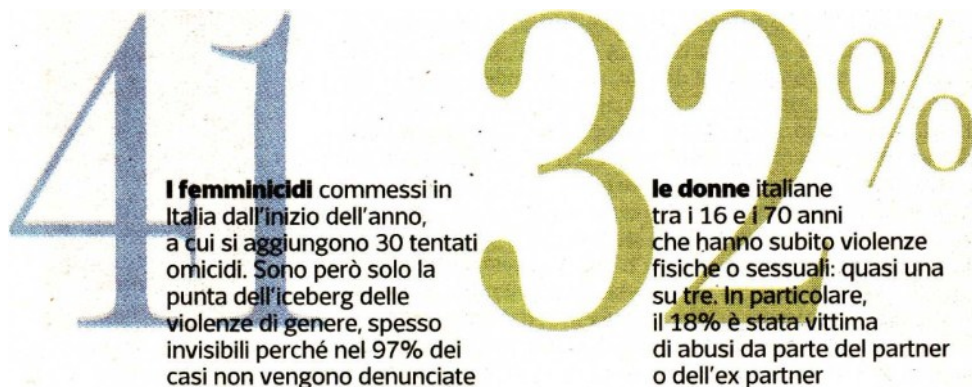 41
I femminicidi commessi in
Italia dall'inizio dell'anno,
a cui si aggiungono 30 tentati
omicidi. Sono però solo la
punta dell'iceberg delle
violenze di genere, spesso
invisibili perché nel 97% dei
casi non vengono denunciate
32%
le donne italiane
tra i 16 e i 70 anni
che hanno subito violenze
fisiche o sessuali: quasi una
su tre. In particolare,
il 18% è stata vittima
di abusi da parte del partner
o dell'ex partner